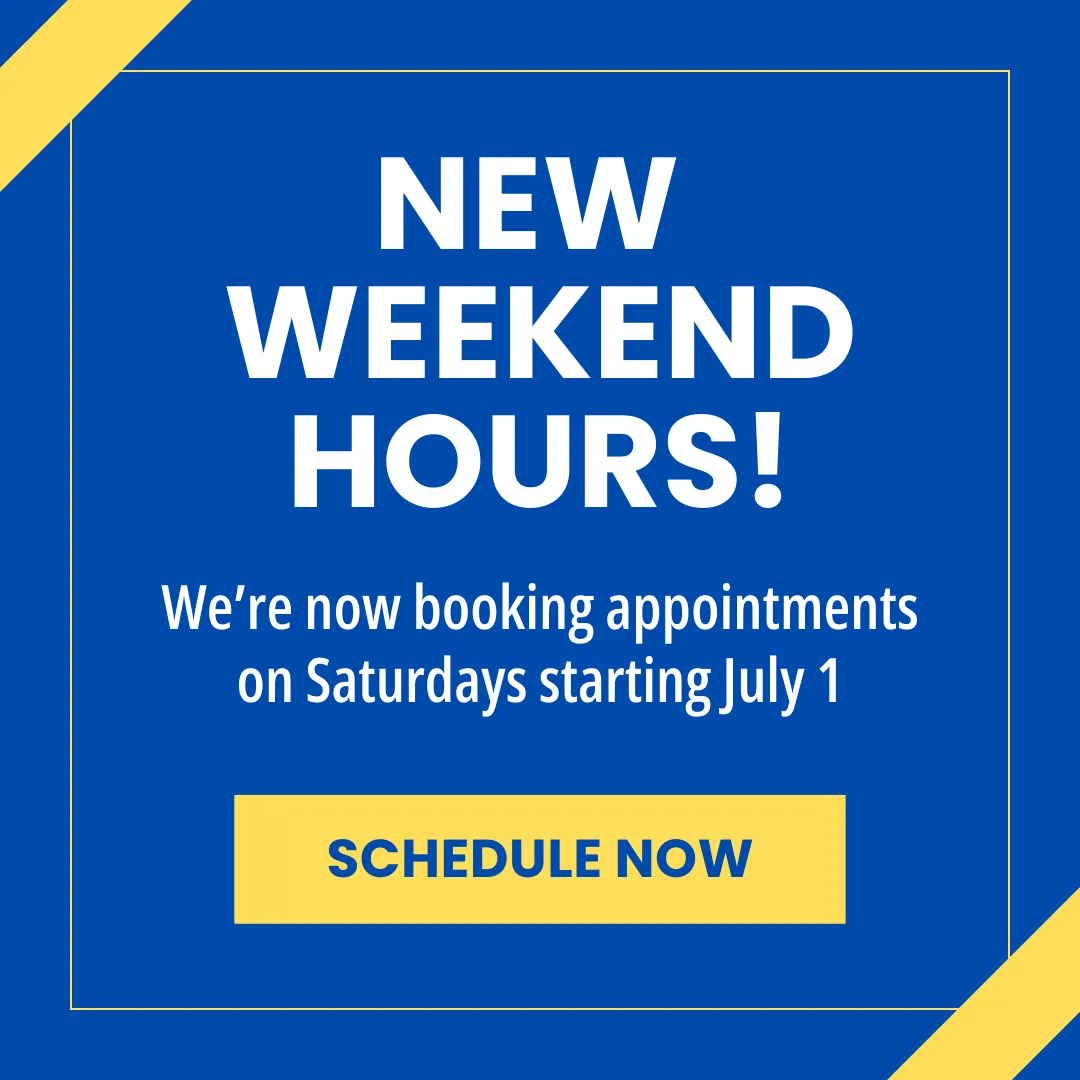 NEW
WEEKEND
HOURS!
We’re now booking appointments
on Saturdays starting July 1
SCHEDULE NOW